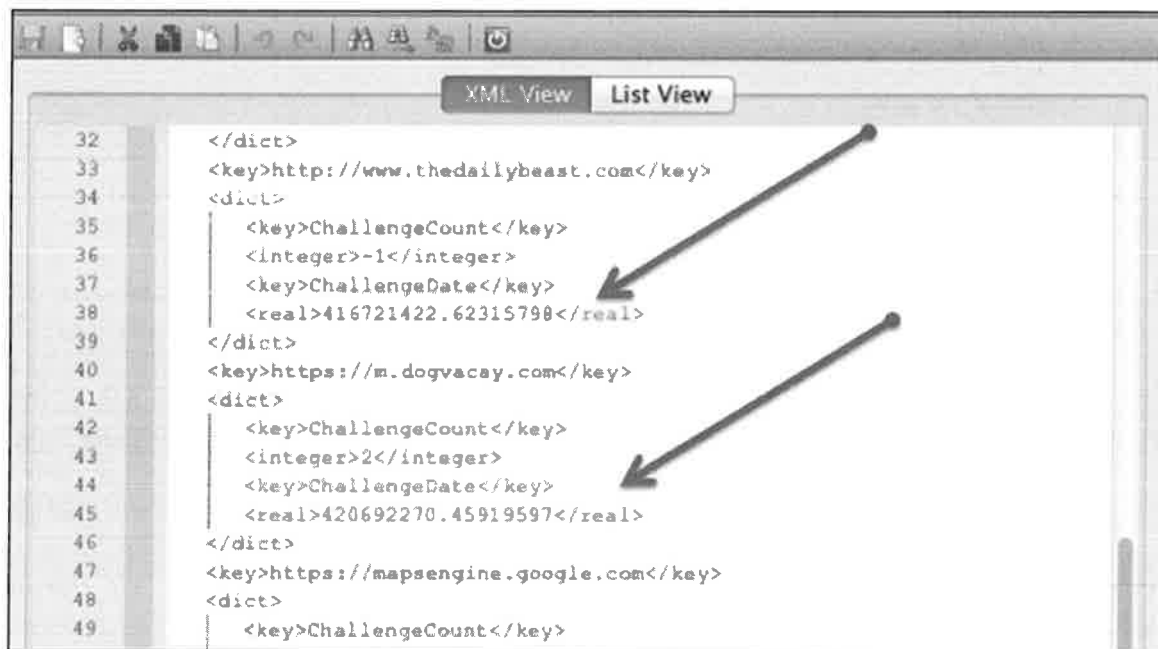 XML View List View
32 </dict>
33 <key>http://www.thedailybeast.com</key>
34 <dict>
35 <key>ChallengeCount</key>
36 <integer>-1</integer>
37 <key>ChallengeDate</key>
38 <real>416721422.62315798</real>
39 </dict>
40 <key>https://m.dogvacay.com</key>
41 <dict>
42 <key>ChallengeCount</key>
43 <integer>2</integer>
44 <key>ChallengeDate</key>
45 <real>420692270.45919597</real>
46 </dict>
47 <key>https://mapsengine.google.com</key>
48 <dict>
49 <key>ChallengeCount</key>